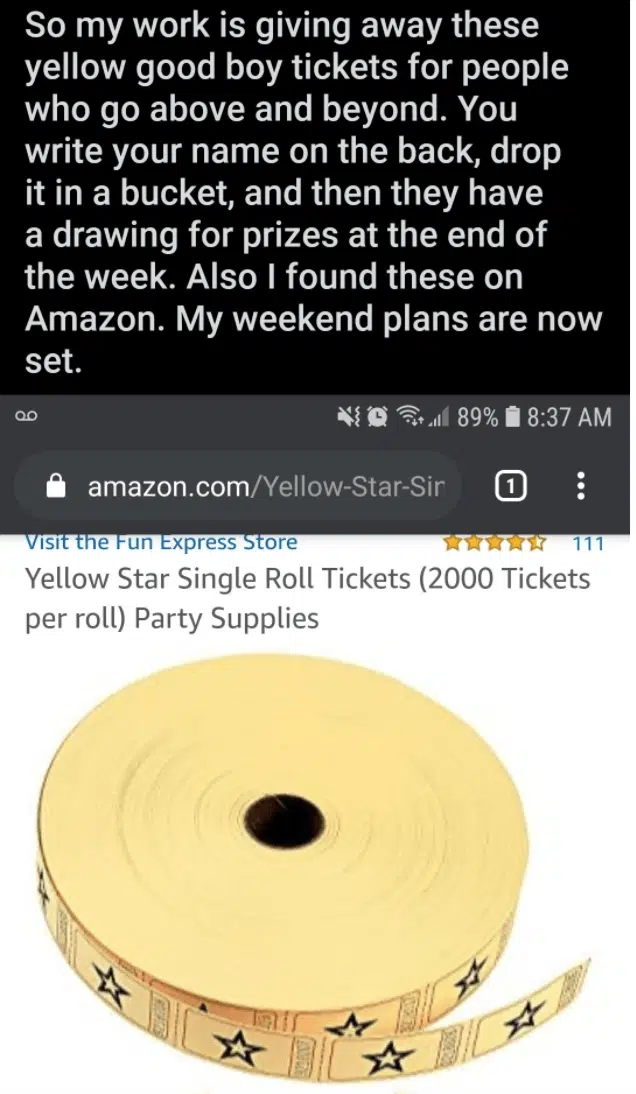 So my work is giving away these
yellow good boy tickets for people
who go above and beyond. You
write your name on the back, drop
it in a bucket, and then they have
a drawing for prizes at the end of
the week. Also I found these on
Amazon. My weekend plans are now
set.
89% 8:37 AM
amazon.com/Yellow-Star-Sin
1
Visit the Fun Express Store 111
Yellow Star Single Roll Tickets (2000 Tickets
per roll) Party Supplies